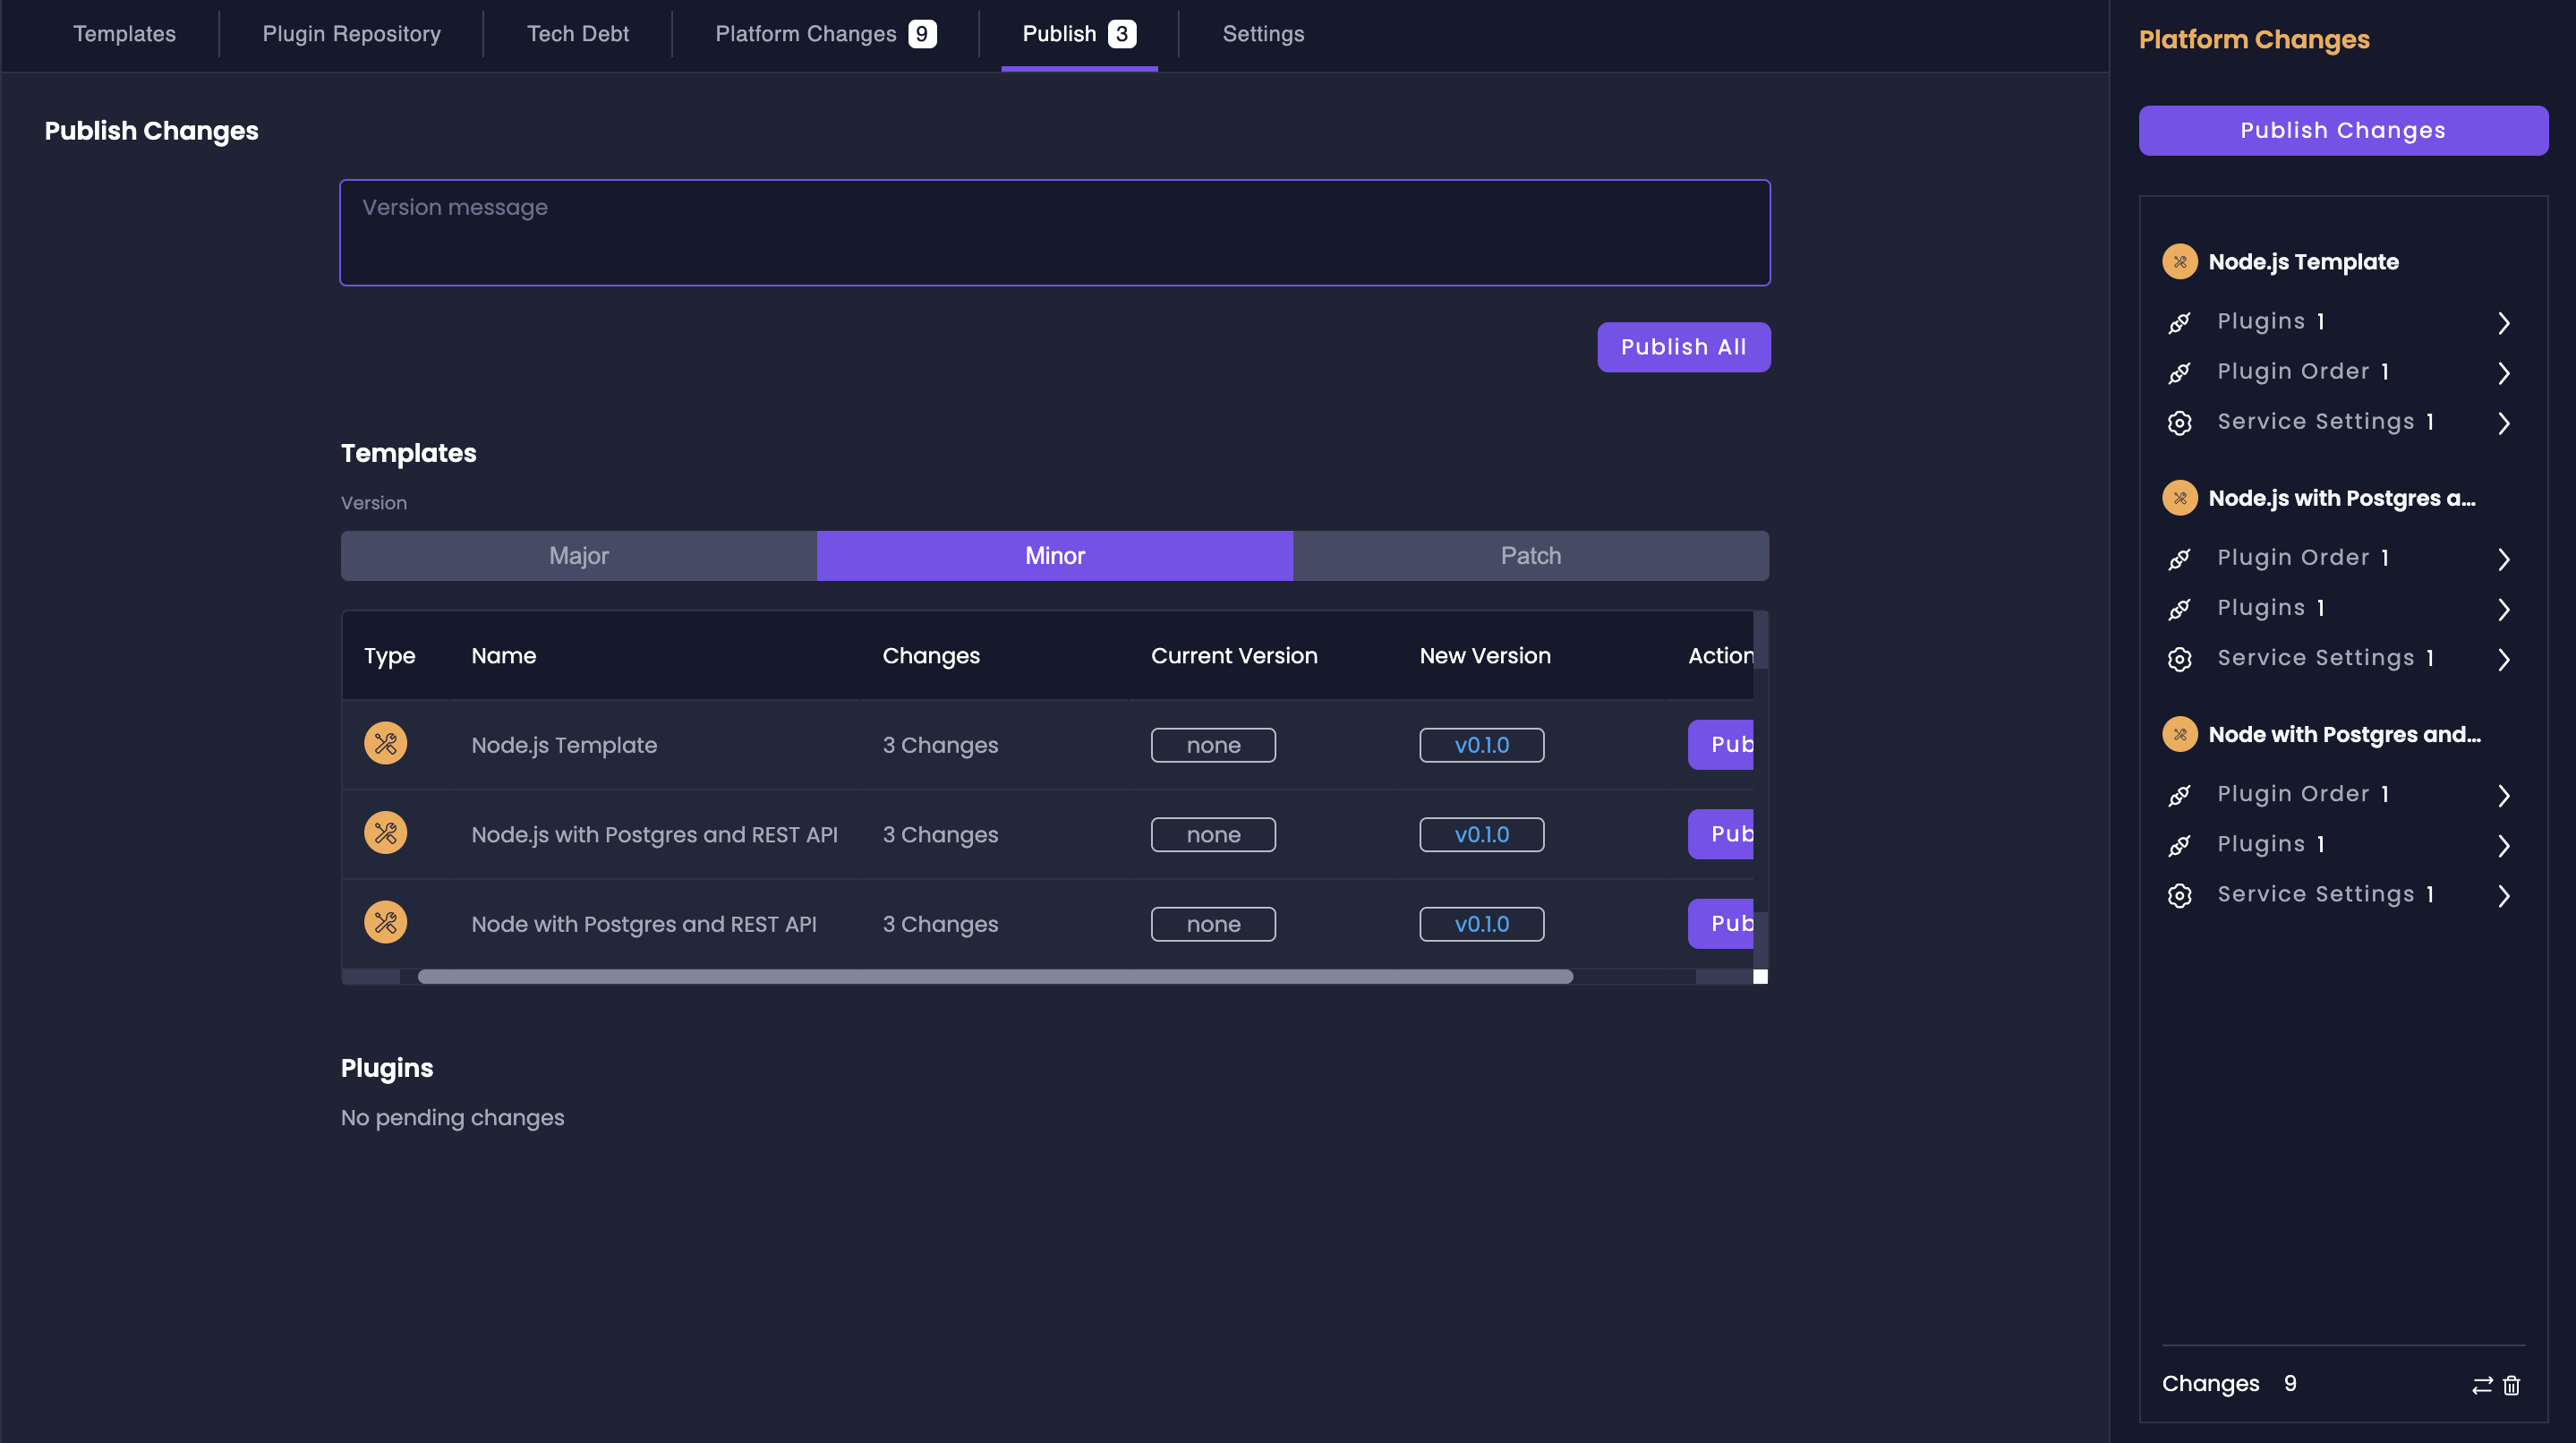 Templates
Plugin Repository
Tech Debt
Platform Changes 9
Publish 3
Settings
Publish Changes
Version message
Publish All
Templates
Version
Major Minor Patch
Type Name Changes Current Version New Version Action
Node.js Template 3 Changes none v0.1.0 Pub
Node.js with Postgres and REST API 3 Changes none v0.1.0 Pub
Node with Postgres and REST API 3 Changes none v0.1.0 Pub
Plugins
No pending changes
Platform Changes
Publish Changes
Node.js Template
Plugins 1
Plugin Order 1
Service Settings 1
Node.js with Postgres a...
Plugin Order 1
Plugins 1
Service Settings 1
Node with Postgres and...
Plugin Order 1
Plugins 1
Service Settings 1
Changes 9